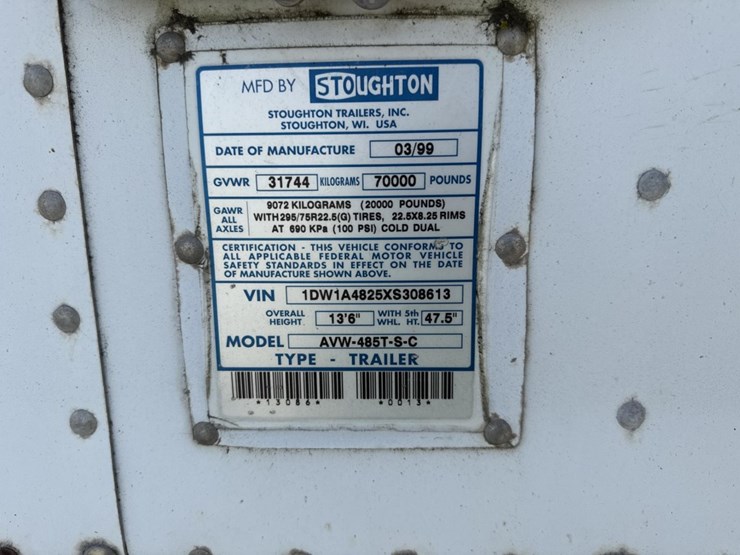 MFD BY STOUGHTON
STOUGHTON TRAILERS, INC.
STOUGHTON, WI. USA
DATE OF MANUFACTURE 03/99
GVWR 31744 KILOGRAMS 70000 POUNDS
GAWR ALL AXLES
9072 KILOGRAMS (20000 POUNDS)
WITH 295/75R22.5(G) TIRES, 22.5X8.25 RIMS
AT 690 KPa (100 PSI) COLD DUAL
CERTIFICATION - THIS VEHICLE CONFORMS TO
ALL APPLICABLE FEDERAL MOTOR VEHICLE
SAFETY STANDARDS IN EFFECT ON THE DATE
OF MANUFACTURE SHOWN ABOVE.
VIN 1DW1A4825XS308613
OVERALL HEIGHT 13'6" WITH 5th WHL. HT. 47.5"
MODEL AVW-485T-S-C
TYPE - TRAILER
*13086* *0013*